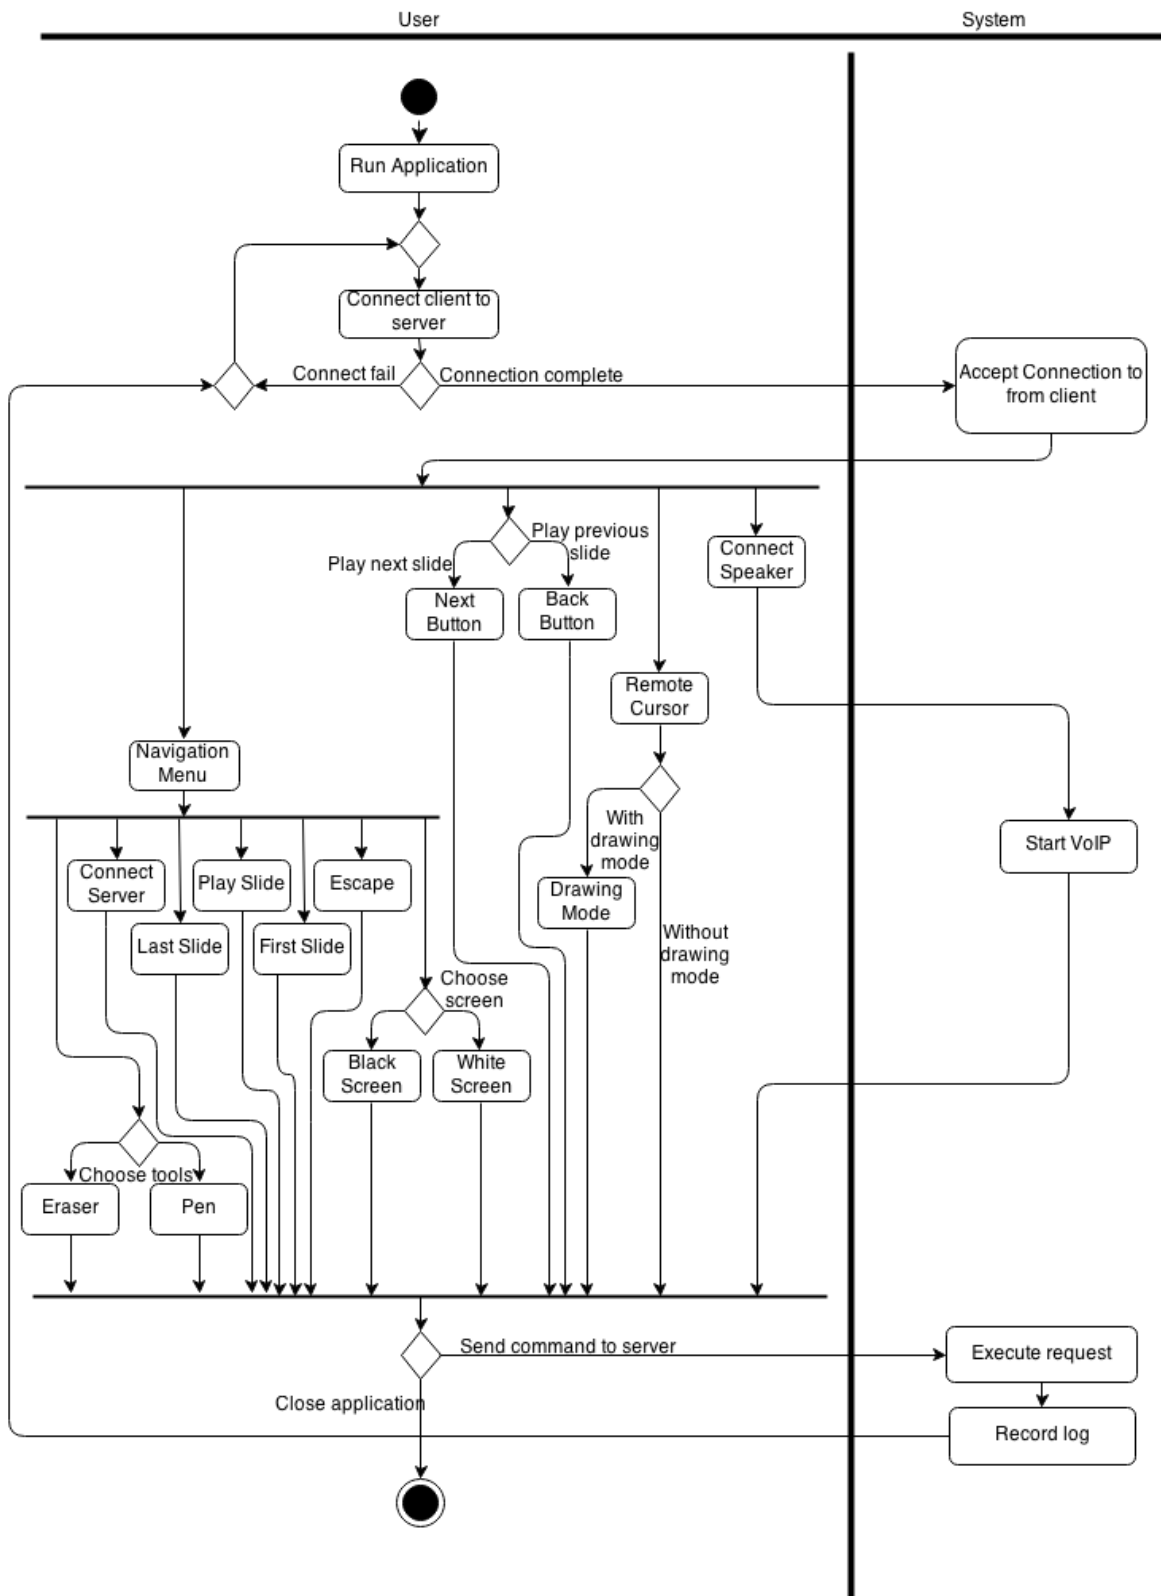 User
System
Run Application
Connect client to
server
Connect fail
Connection complete
Accept Connection to
from client
Play previous
slide
Play next slide
Connect
Speaker
Next
Button
Back
Button
Remote
Cursor
Navigation
Menu
With
drawing
mode
Start VoIP
Connect
Server
Play Slide
Escape
Drawing
Mode
Last Slide
First Slide
Without
drawing
mode
Choose
screen
Black
Screen
White
Screen
Choose tools
Eraser
Pen
Send command to server
Execute request
Close application
Record log